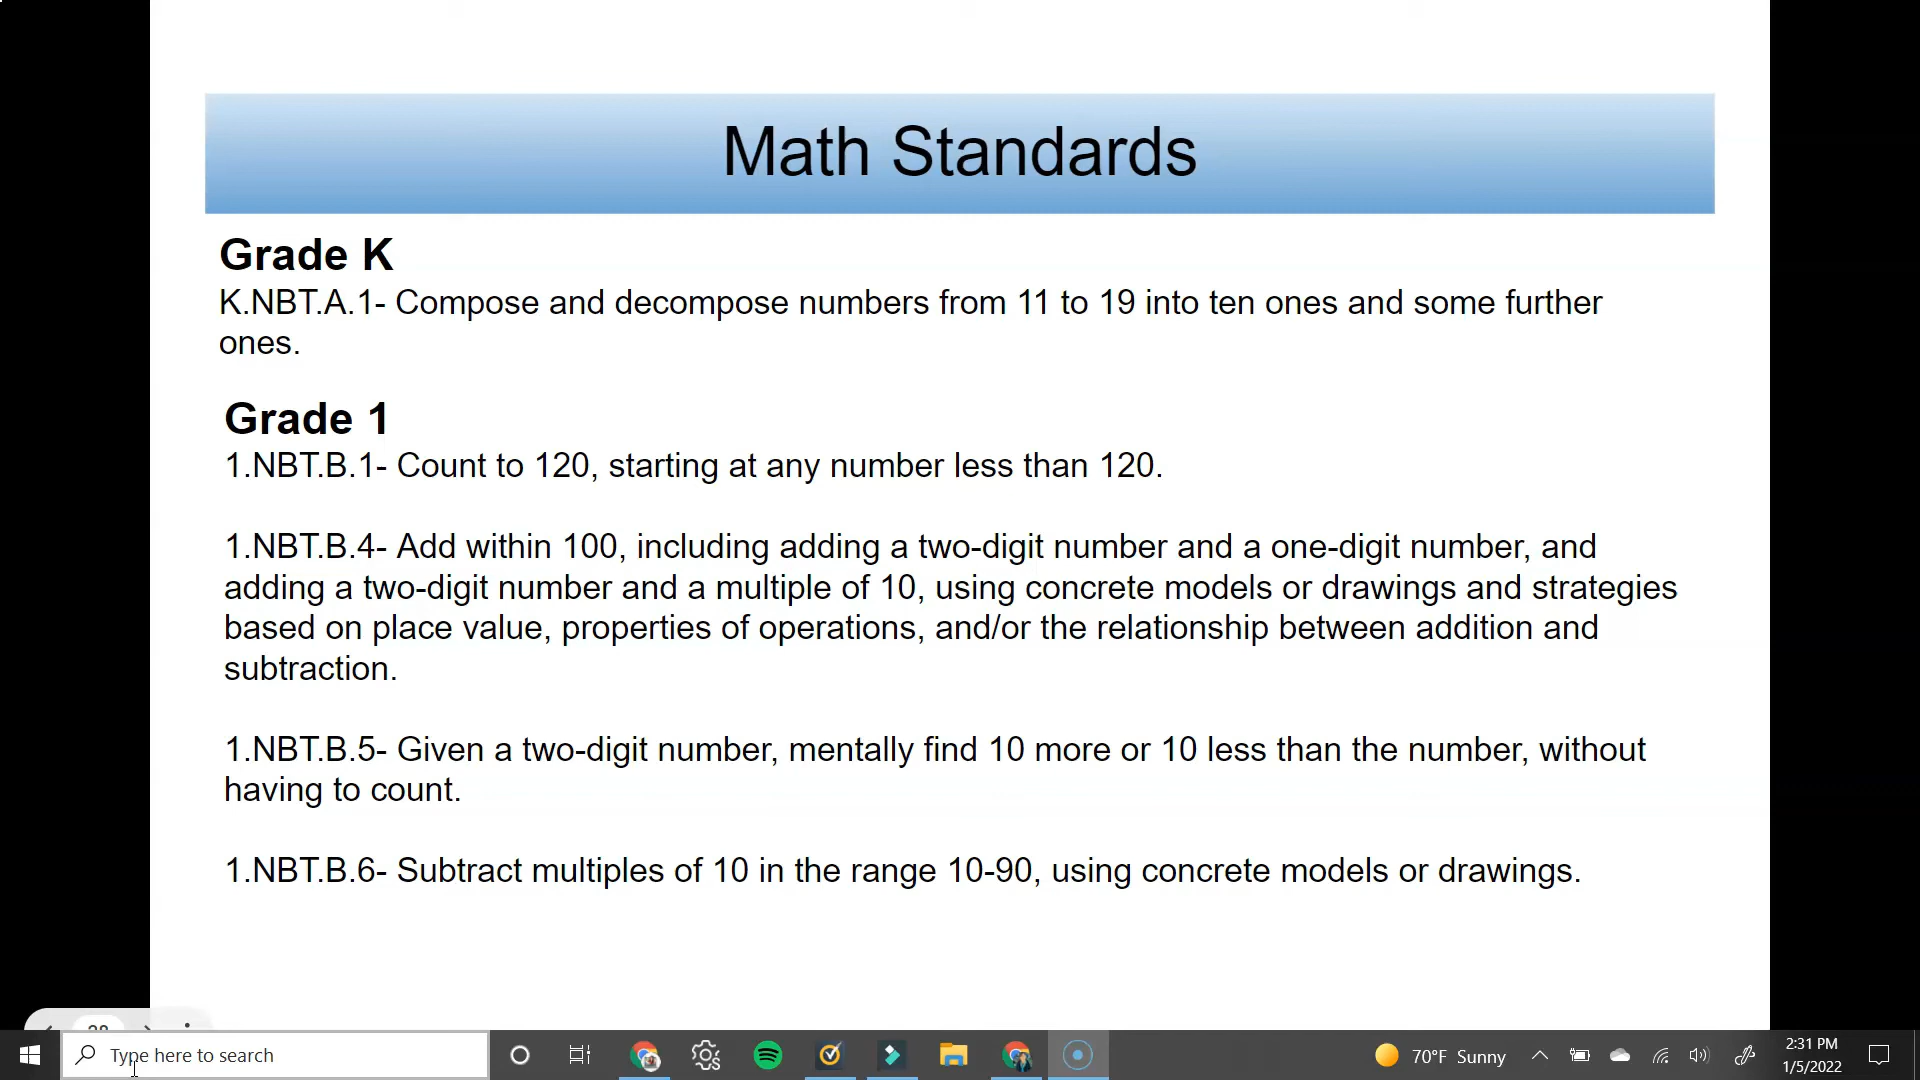 Math Standards
Grade K
K.NBT.A.1- Compose and decompose numbers from 11 to 19 into ten ones and some further
ones.
Grade 1
1.NBT.B.1- Count to 120, starting at any number less than 120.
1.NBT.B.4- Add within 100, including adding a two-digit number and a one-digit number, and
adding a two-digit number and a multiple of 10, using concrete models or drawings and strategies
based on place value, properties of operations, and/or the relationship between addition and
subtraction.
1.NBT.B.5- Given a two-digit number, mentally find 10 more or 10 less than the number, without
having to count.
1.NBT.B.6- Subtract multiples of 10 in the range 10-90, using concrete models or drawings.
Type here to search
70°F Sunny
2:31 PM
1/5/2022